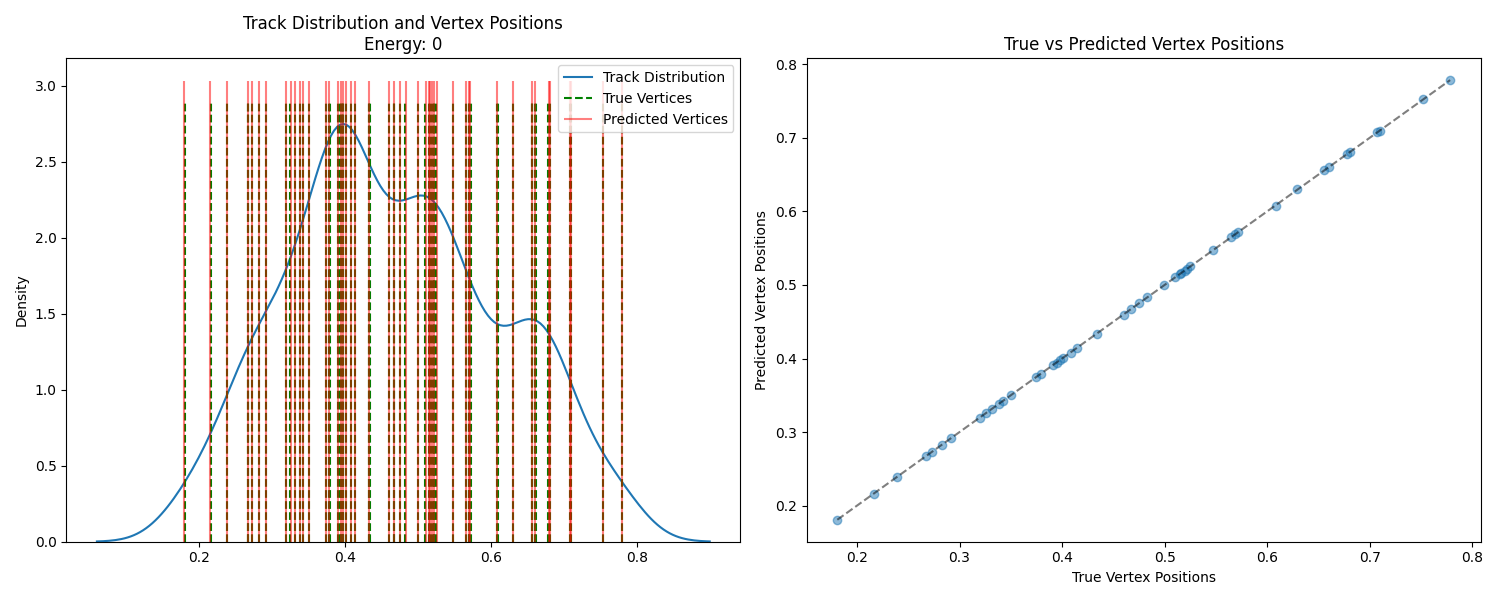 Track Distribution and Vertex Positions
Energy: 0
Track Distribution
True Vertices
Predicted Vertices
Density
3.0
2.5
2.0
1.5
1.0
0.5
0.0
0.2
0.4
0.6
0.8
True vs Predicted Vertex Positions
Predicted Vertex Positions
0.8
0.7
0.6
0.5
0.4
0.3
0.2
0.2
0.3
0.4
0.5
0.6
0.7
0.8
True Vertex Positions